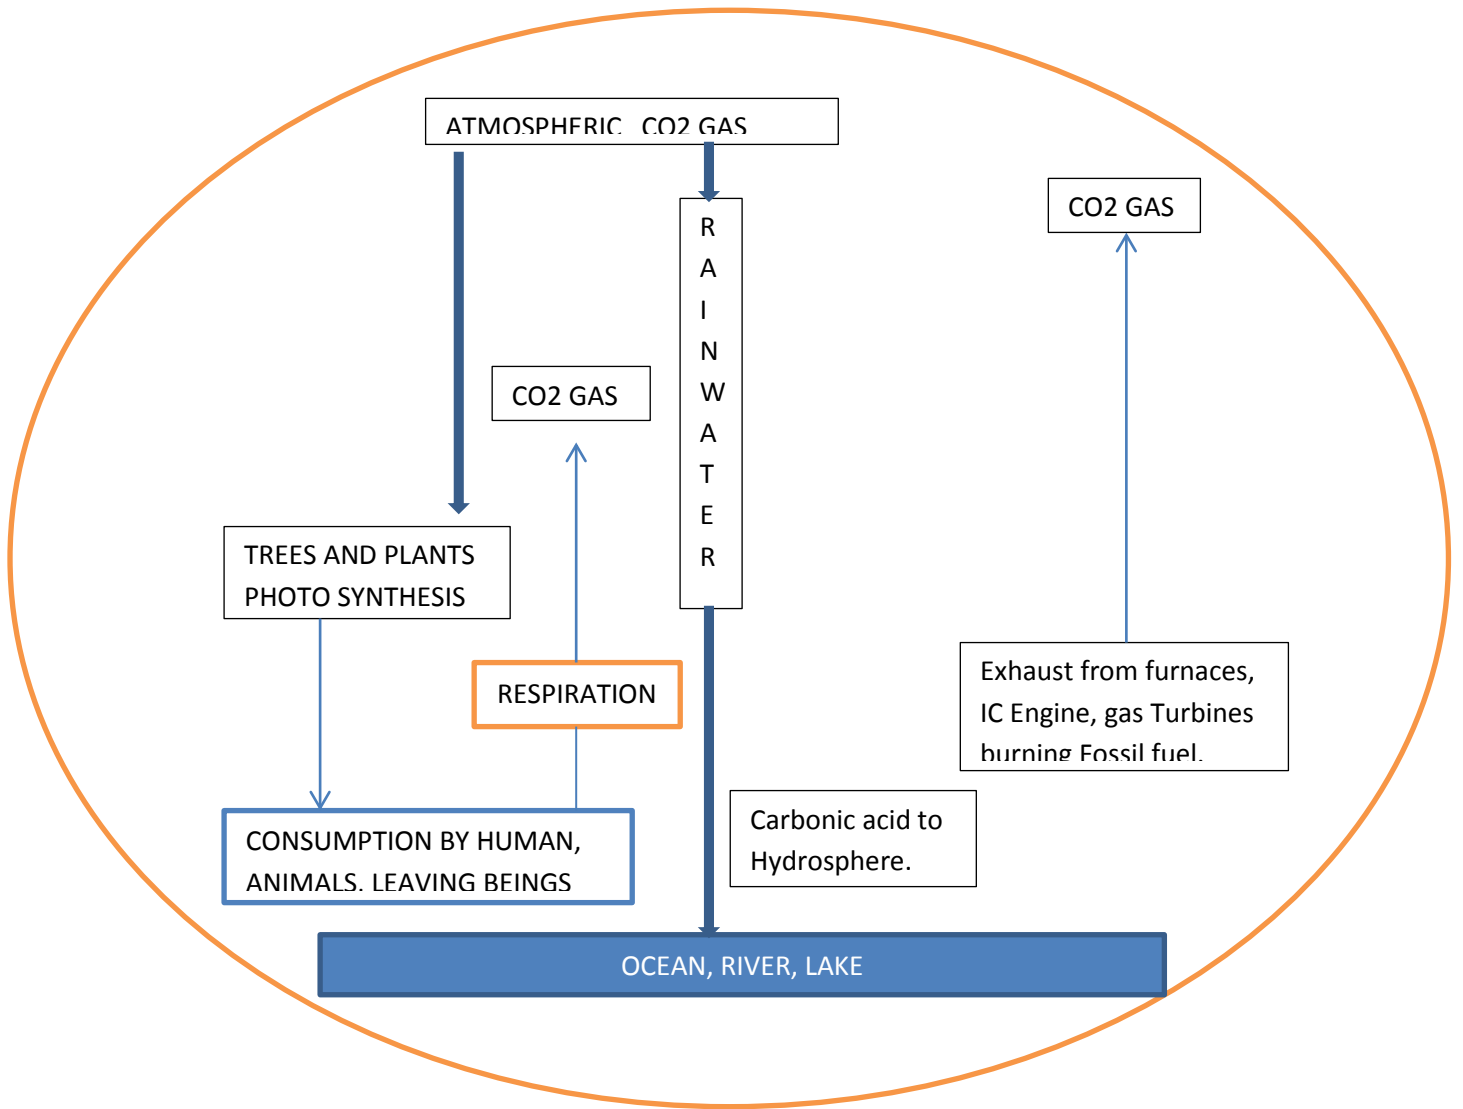 ATMOSPHERIC CO2 GAS
CO2 GAS
R
A
I
N
W
A
T
E
R
CO2 GAS
TREES AND PLANTS
PHOTO SYNTHESIS
RESPIRATION
Exhaust from furnaces,
IC Engine, gas Turbines
burning Fossil fuel.
Carbonic acid to
Hydrosphere.
CONSUMPTION BY HUMAN,
ANIMALS. LEAVING BEINGS
OCEAN, RIVER, LAKE